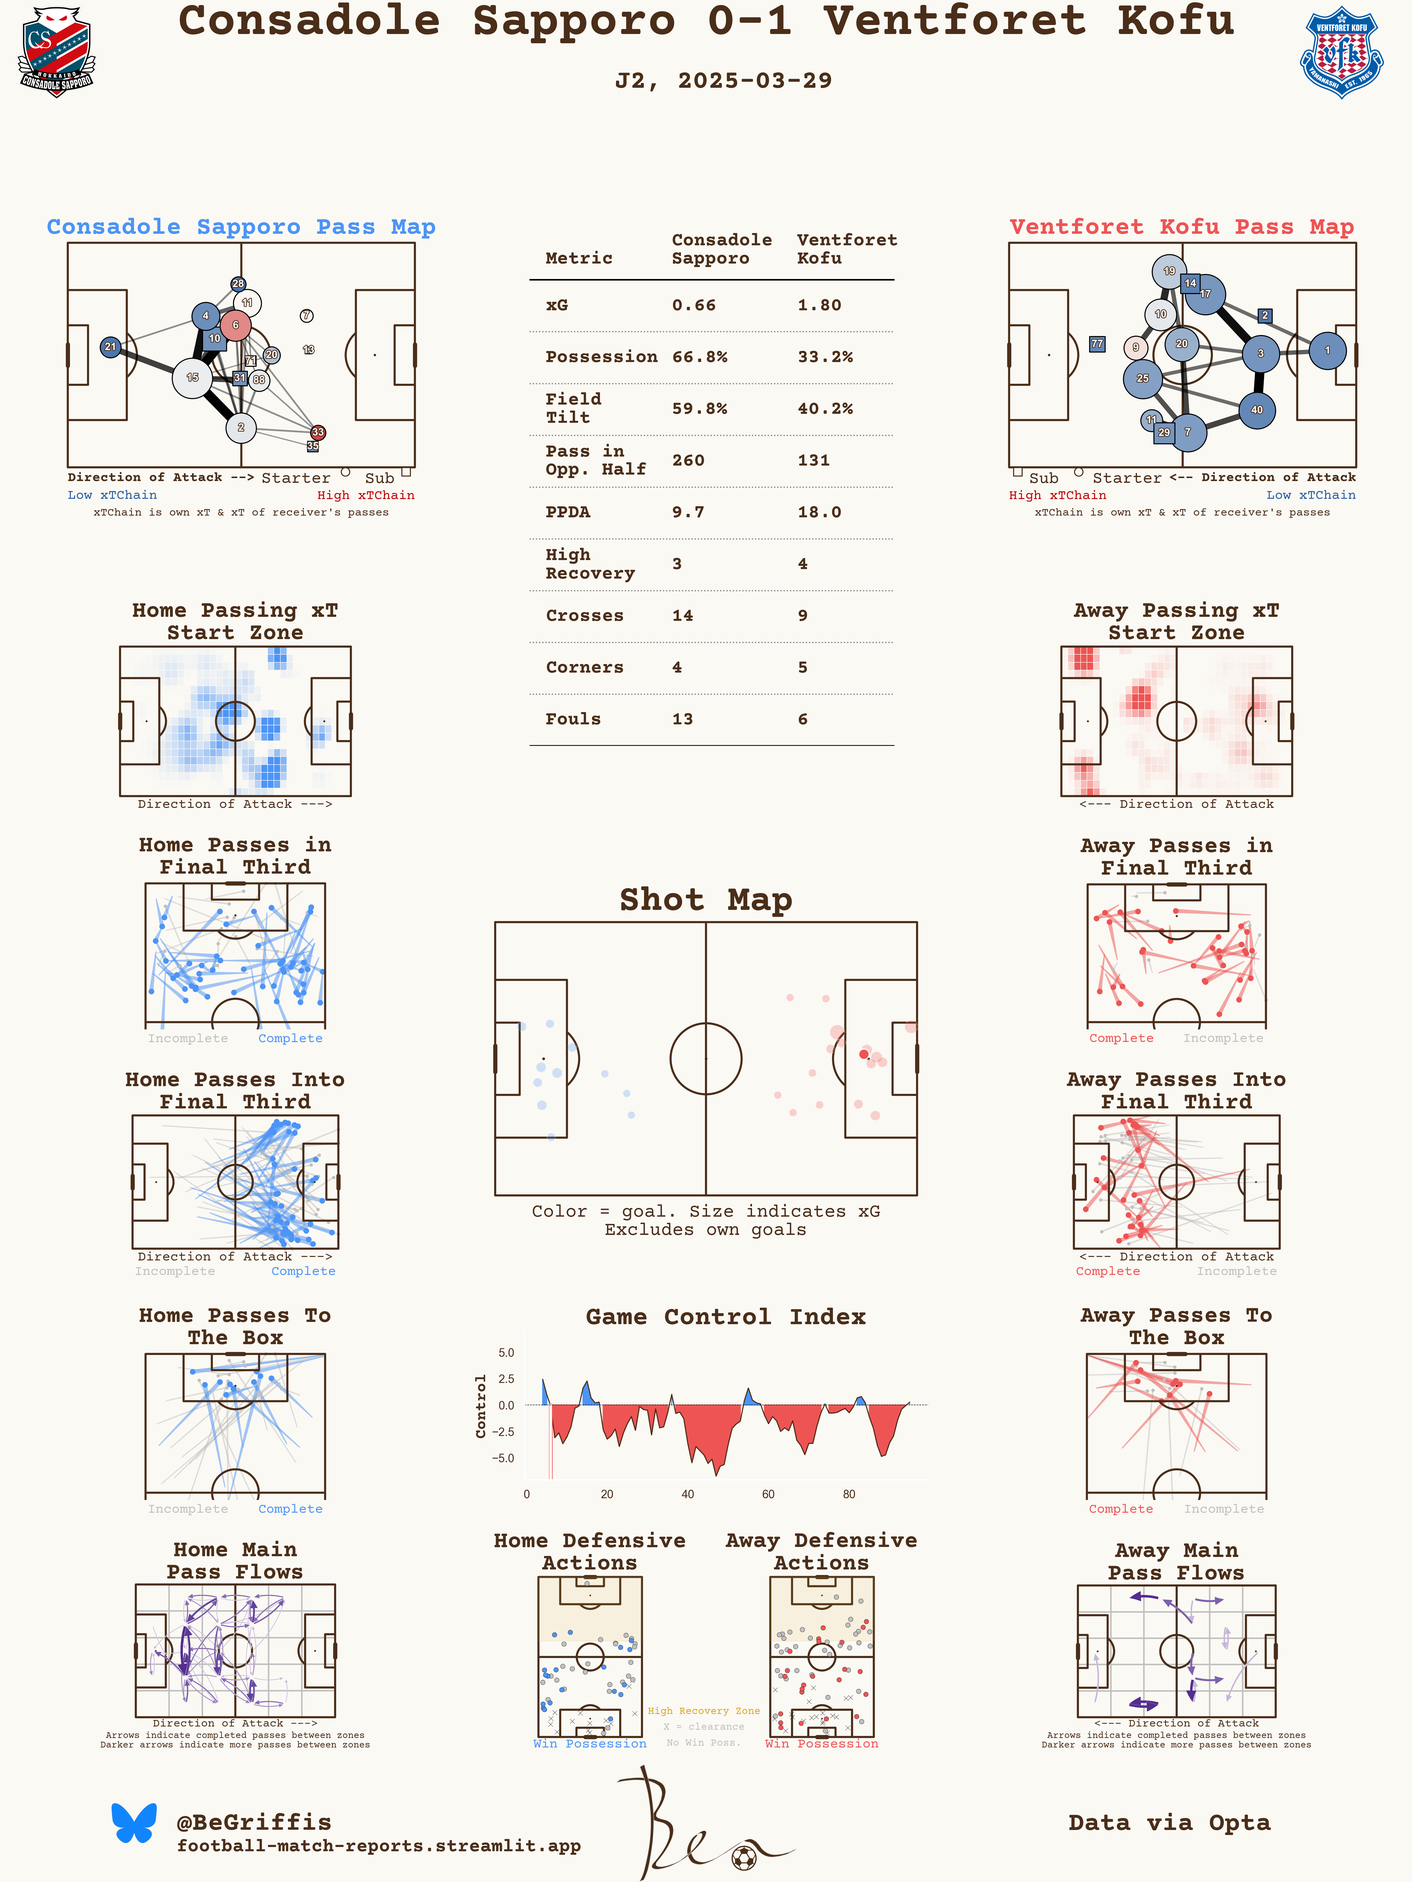 Consadole Sapporo 0-1 Ventforet Kofu
J2, 2025-03-29
CS
HOKKAIDO
CONSADOLE SAPPORO
VENTFORET KOFU
vfk
YAMANASHI EST. 1965
Consadole Sapporo Pass Map
28
11
4
6
7
10
21
20
13
71
15
31
88
2
33
35
Direction of Attack --> Starter Sub
Low xTChain High xTChain
xTChain is own xT & xT of receiver's passes
Metric Consadole Sapporo Ventforet Kofu
xG 0.66 1.80
Possession 66.8% 33.2%
Field Tilt 59.8% 40.2%
Pass in Opp. Half 260 131
PPDA 9.7 18.0
High Recovery 3 4
Crosses 14 9
Corners 4 5
Fouls 13 6
Ventforet Kofu Pass Map
19
14
17
10
2
77
9
20
3
1
25
40
11
29
7
Sub Starter <-- Direction of Attack
High xTChain Low xTChain
xTChain is own xT & xT of receiver's passes
Home Passing xT
Start Zone
Direction of Attack --->
Away Passing xT
Start Zone
<--- Direction of Attack
Home Passes in
Final Third
Incomplete Complete
Away Passes in
Final Third
Complete Incomplete
Shot Map
Color = goal. Size indicates xG
Excludes own goals
Home Passes Into
Final Third
Direction of Attack --->
Incomplete Complete
Away Passes Into
Final Third
<--- Direction of Attack
Complete Incomplete
Home Passes To
The Box
Incomplete Complete
Game Control Index
Control
5.0
2.5
0.0
−2.5
−5.0
0 20 40 60 80
Away Passes To
The Box
Complete Incomplete
Home Main
Pass Flows
Direction of Attack --->
Arrows indicate completed passes between zones
Darker arrows indicate more passes between zones
Home Defensive
Actions
Win Possession
Away Defensive
Actions
Win Possession
High Recovery Zone
X = clearance
No Win Poss.
Away Main
Pass Flows
<--- Direction of Attack
Arrows indicate completed passes between zones
Darker arrows indicate more passes between zones
@BeGriffis
football-match-reports.streamlit.app
Ben
Data via Opta